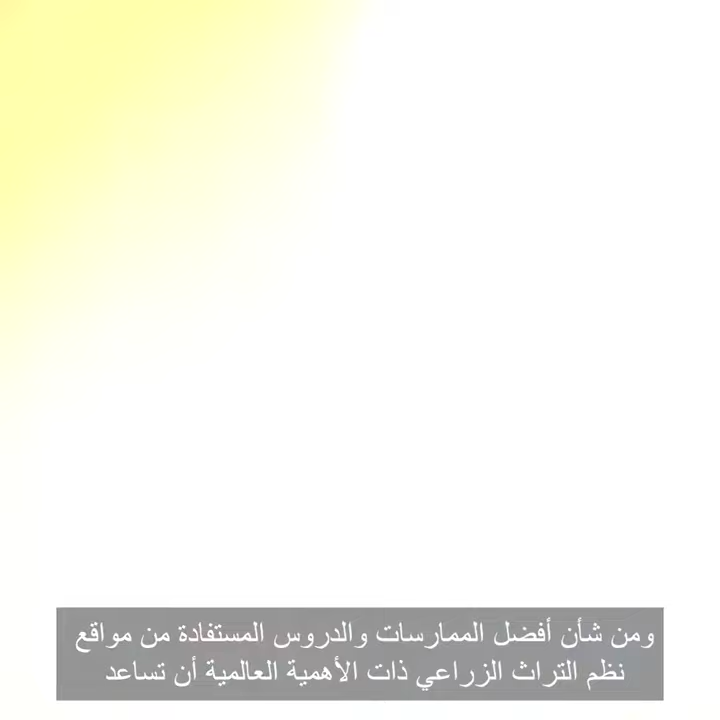 ومن شأن أفضل الممارسات والدروس المستفادة من مواقع
نظم التراث الزراعي ذات الأهمية العالمية أن تساعد